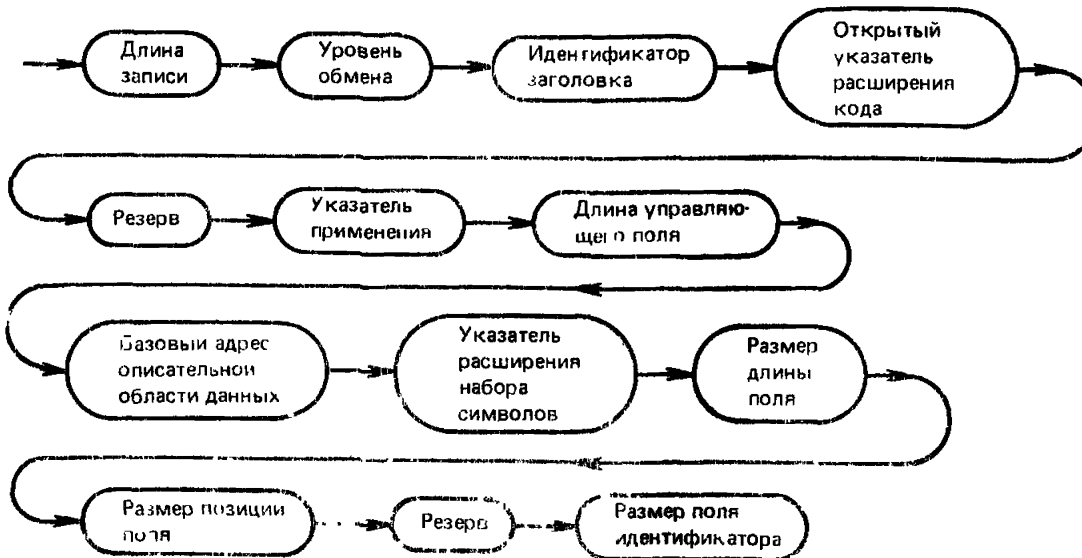 Длина
записи
Уровень
обмена
Идентификатор
заголовка
Открытый
указатель
расширения
кода
Резерв
Указатель
применения
Длина управляю-
щего поля
Базовый адрес
описательной
области данных
Указатель
расширения
набора
символов
Размер
длины
поля
Размер позиции
поля
Резерв
Размер поля
идентификатора